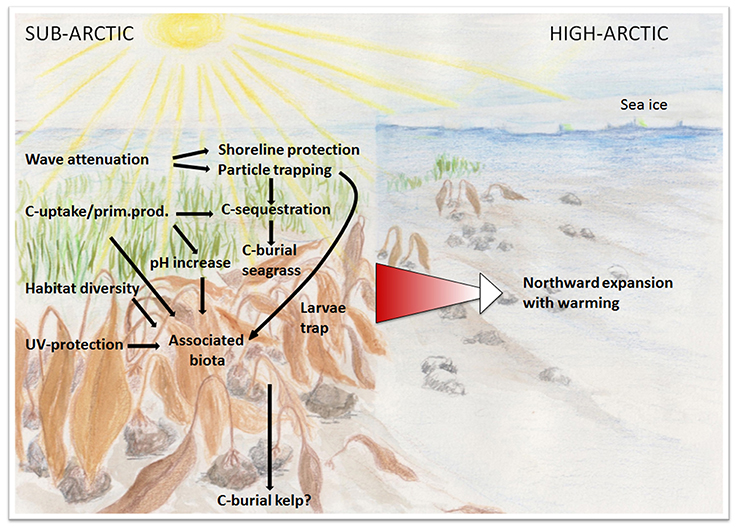 SUB-ARCTIC
HIGH-ARCTIC
Sea ice
Wave attenuation
Shoreline protection
Particle trapping
C-uptake/prim.prod.
C-sequestration
pH increase
C-burial
seagrass
Habitat diversity
Larvae
trap
UV-protection
Associated
biota
Northward expansion
with warming
C-burial kelp?